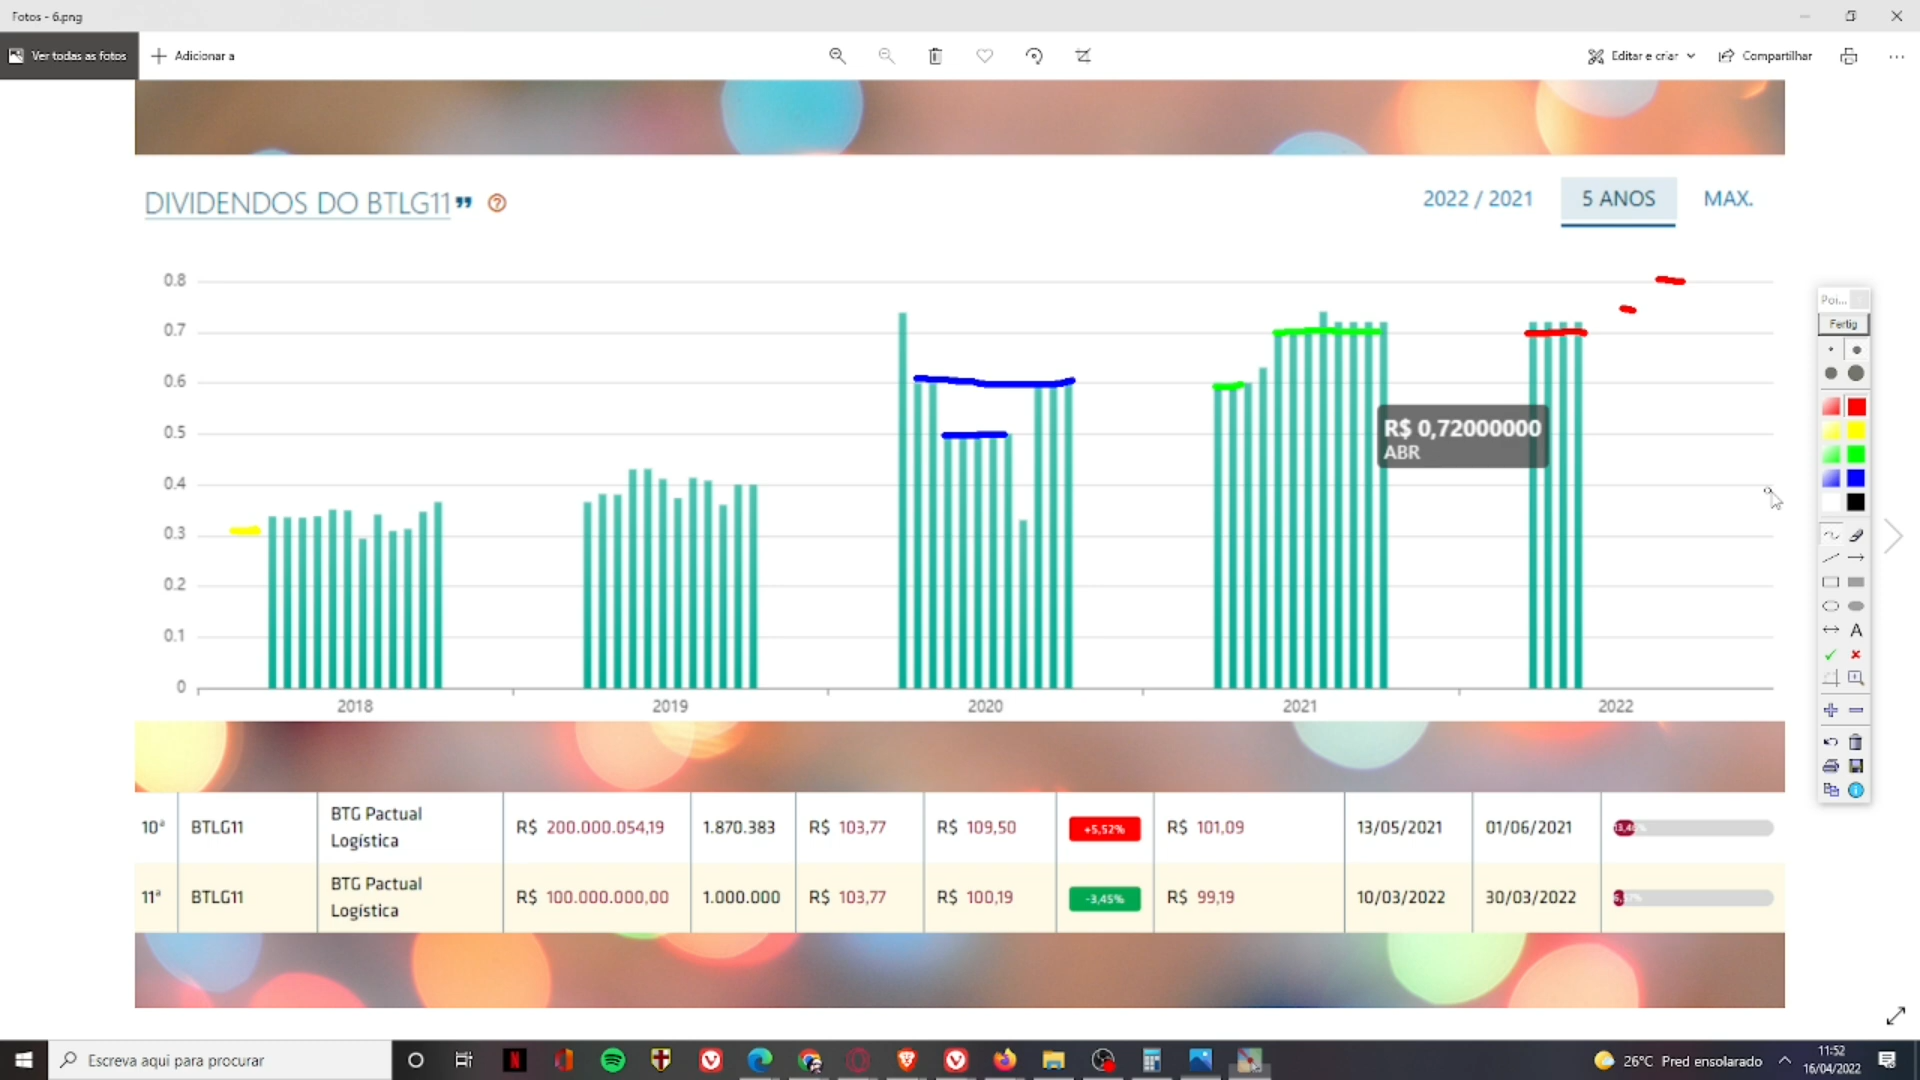 Fotos - 6.png
Ver todas as fotos
Adicionar a
Editar e criar
Compartilhar
DIVIDENDOS DO BTLG11
2022 / 2021
5 ANOS
MAX.
0.8
0.7
0.6
0.5
0.4
0.3
0.2
0.1
0
R$ 0,72000000
ABR
2018
2019
2020
2021
2022
Poi...
Fertig
A
10ª BTLG11 BTG Pactual Logística R$ 200.000.054,19 1.870.383 R$ 103,77 R$ 109,50 +5,52% R$ 101,09 13/05/2021 01/06/2021
11ª BTLG11 BTG Pactual Logística R$ 100.000.000,00 1.000.000 R$ 103,77 R$ 100,19 -3,45% R$ 99,19 10/03/2022 30/03/2022
Escreva aqui para procurar
26°C Pred ensolarado
11:52
16/04/2022